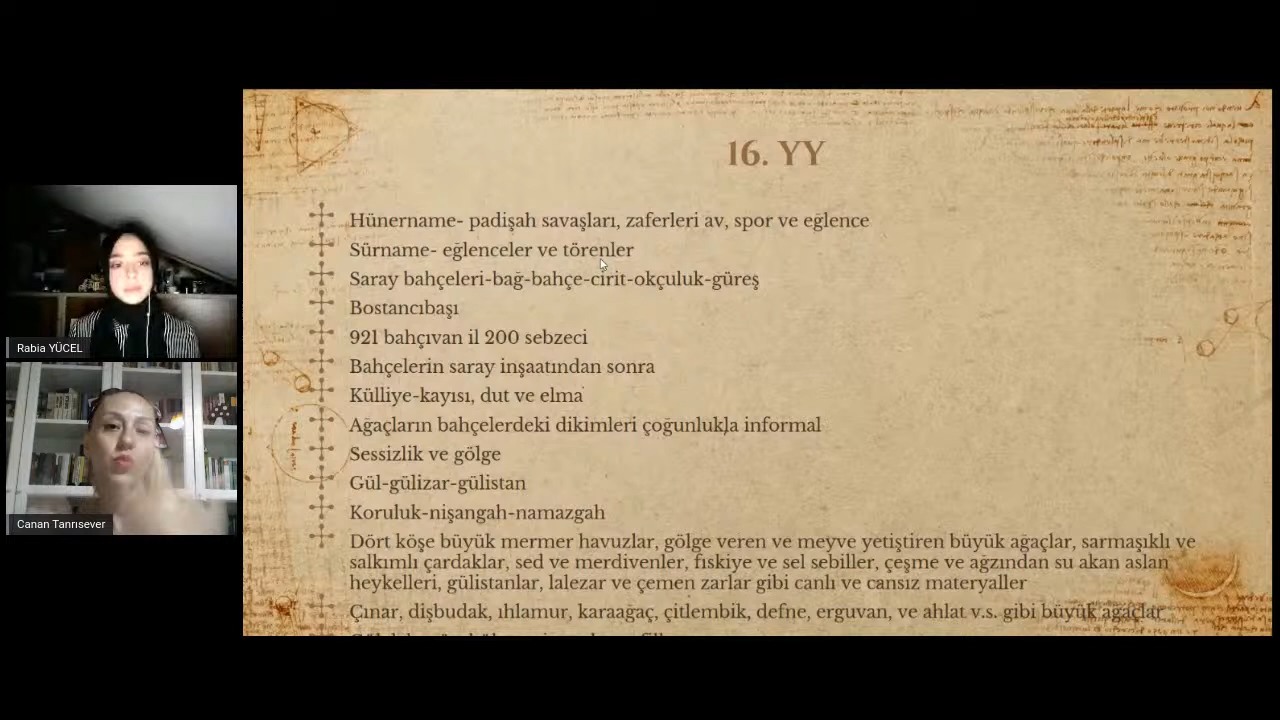 16. YY
Hünername- padişah savaşları, zaferleri av, spor ve eğlence
Sürname- eğlenceler ve törenler
Saray bahçeleri-bağ-bahçe-cirit-okçuluk-güreş
Bostancıbaşı
921 bahçıvan il 200 sebzeci
Bahçelerin saray inşaatından sonra
Külliye-kayısı, dut ve elma
Ağaçların bahçelerdeki dikimleri çoğunlukla informal
Sessizlik ve gölge
Gül-gülizar-gülistan
Koruluk-nişangah-namazgah
Dört köşe büyük mermer havuzlar, gölge veren ve meyve yetiştiren büyük ağaçlar, sarmaşıklı ve
salkımlı çardaklar, sed ve merdivenler, fıskiye ve sel sebiller, çeşme ve ağzından su akan aslan
heykelleri, gülistanlar, lalezar ve çemen zarlar gibi canlı ve cansız materyaller
Çınar, dişbudak, ıhlamur, karaağaç, çitlembik, defne, erguvan, ve ahlat v.s. gibi büyük ağaçlar
Rabia YÜCEL
Canan Tanrısever